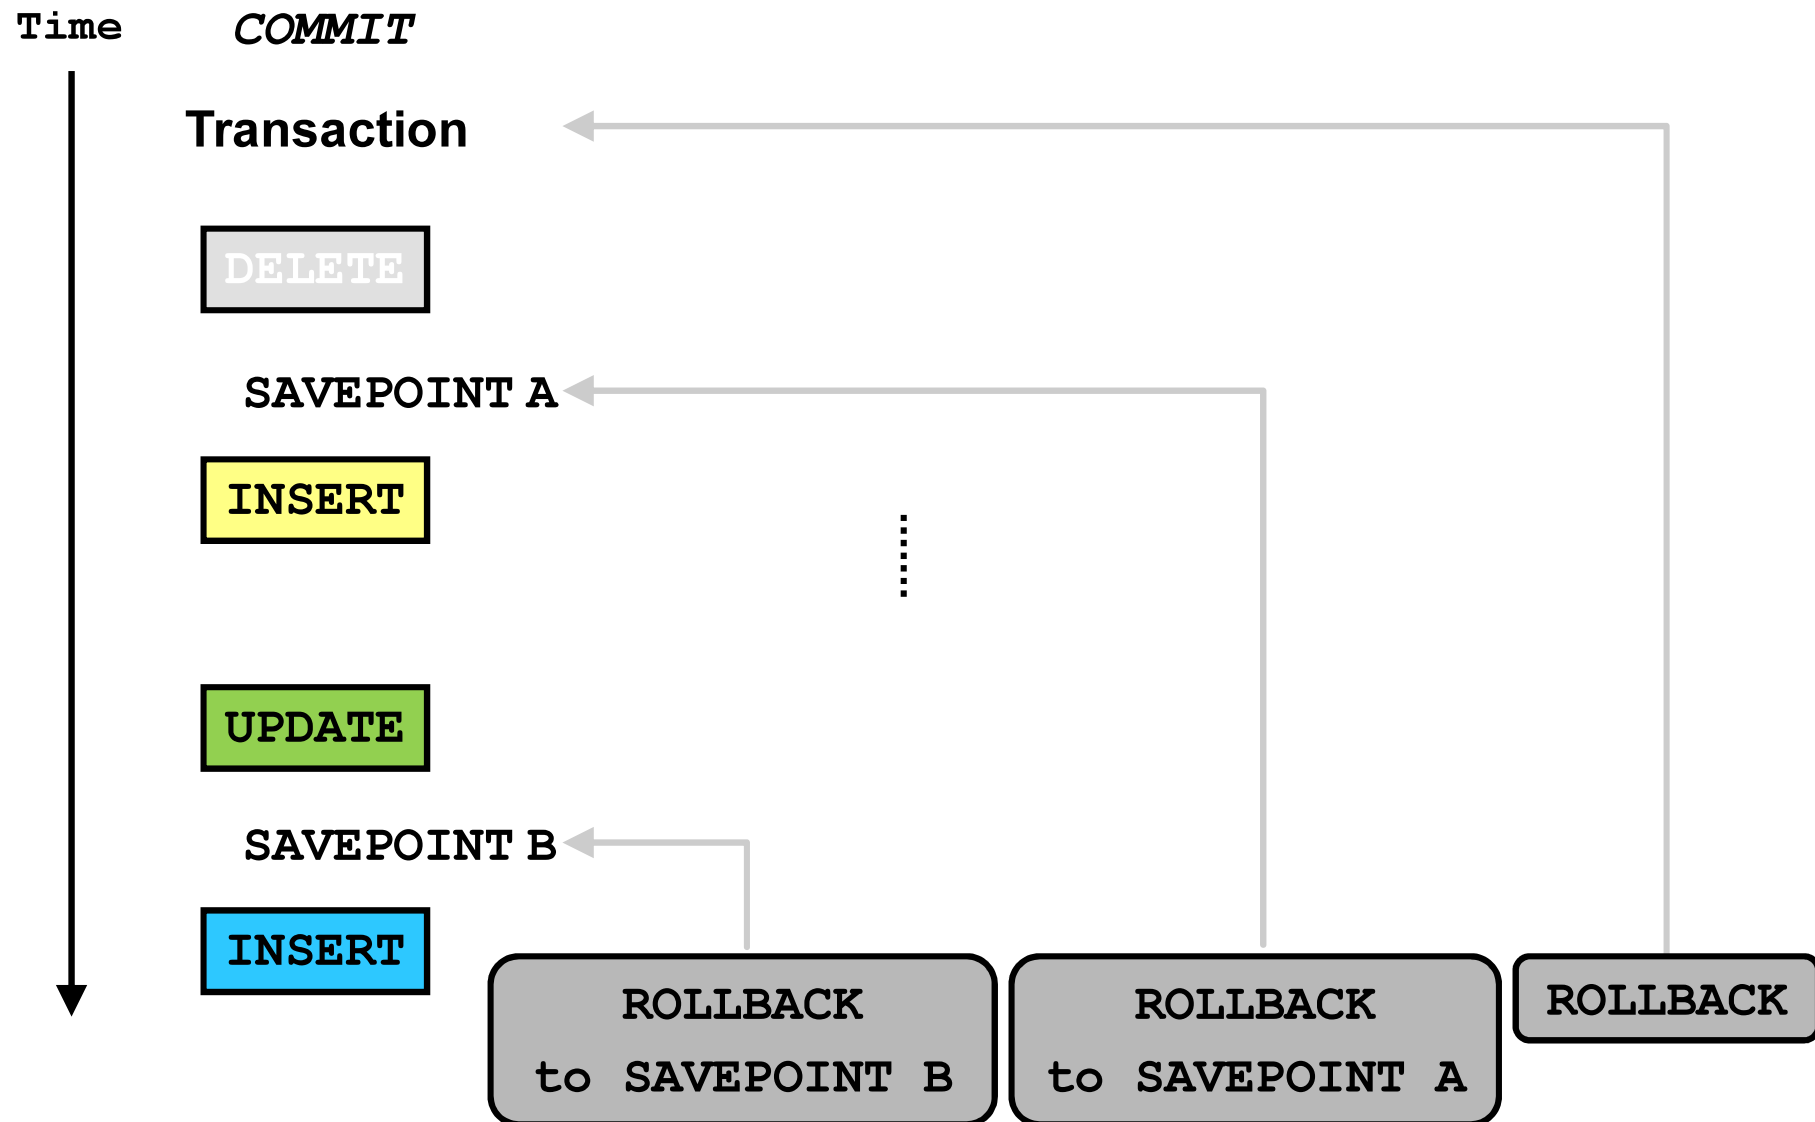 Time
COMMIT
Transaction
DELETE
SAVEPOINT A
INSERT
UPDATE
SAVEPOINT B
INSERT
ROLLBACK
to SAVEPOINT B
ROLLBACK
to SAVEPOINT A
ROLLBACK